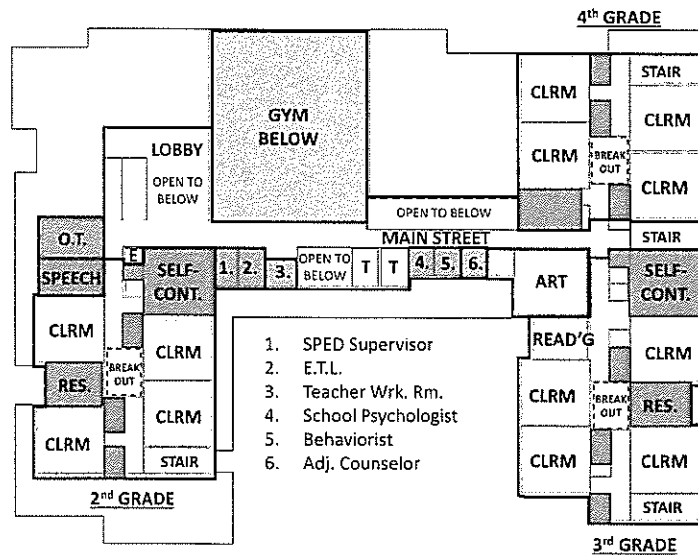 4th GRADE
STAIR
CLRM
CLRM
GYM
BELOW
LOBBY
CLRM
BREAK
OUT
OPEN TO
BELOW
CLRM
OPEN TO BELOW
O.T.
MAIN STREET
STAIR
E
SPEECH
SELF-
CONT.
1.
2.
3.
OPEN TO
BELOW
T
T
4.
5.
6.
ART
SELF-
CONT.
CLRM
CLRM
READ'G
CLRM
BREAK
OUT
RES.
CLRM
CLRM
STAIR
1. SPED Supervisor
2. E.T.L.
3. Teacher Wrk. Rm.
4. School Psychologist
5. Behaviorist
6. Adj. Counselor
CLRM
BREAK
OUT
RES.
CLRM
CLRM
STAIR
2nd GRADE
3rd GRADE